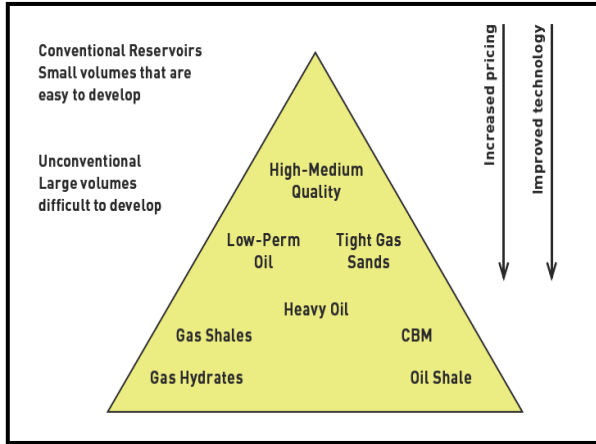 Conventional Reservoirs
Small volumes that are
easy to develop
Unconventional
Large volumes
difficult to develop
High-Medium
Quality
Low-Perm
Oil
Tight Gas
Sands
Heavy Oil
Gas Shales
CBM
Gas Hydrates
Oil Shale
Increased pricing
Improved technology